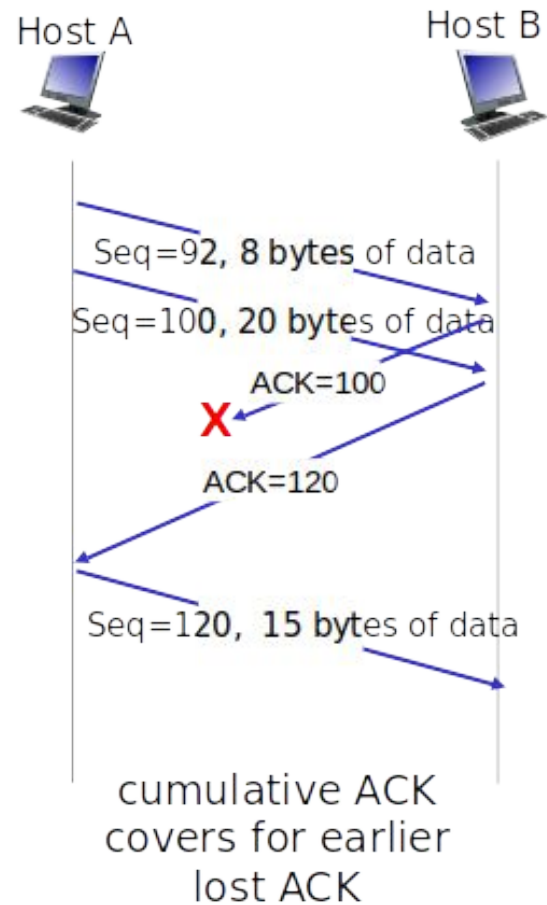 Host A
Host B
Seq=92, 8 bytes of data
Seq=100, 20 bytes of data
ACK=100
X
ACK=120
Seq=120, 15 bytes of data
cumulative ACK
covers for earlier
lost ACK